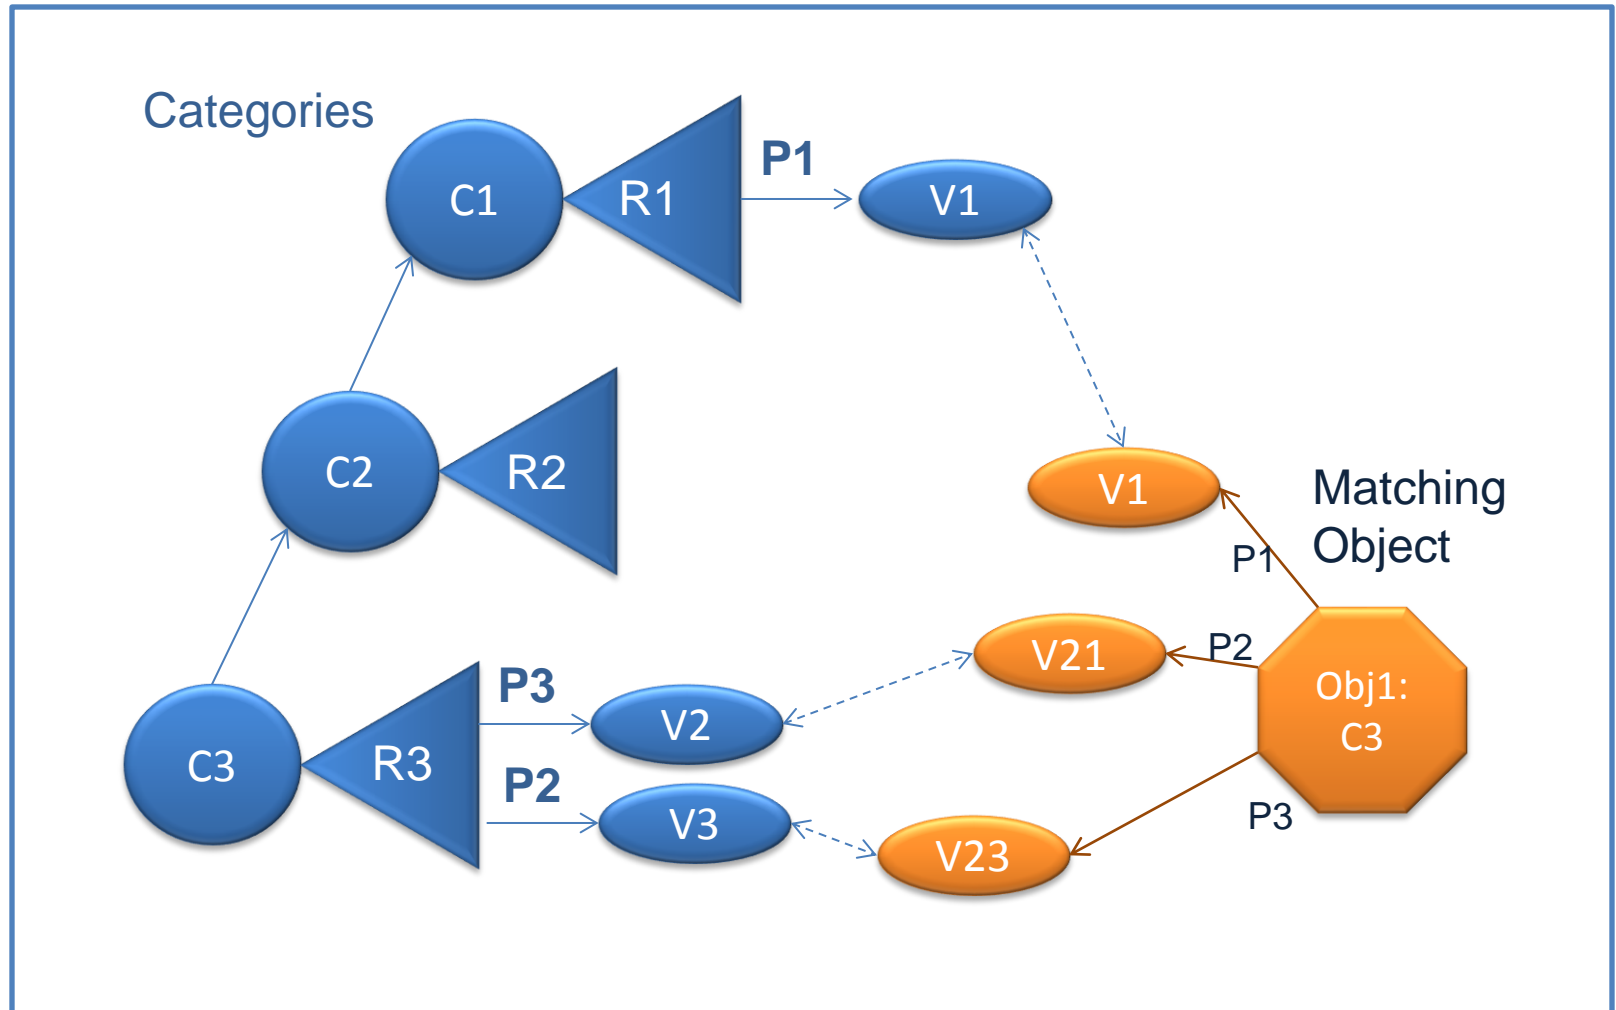 Categories
C1
R1
P1
V1
C2
R2
V1
Matching
Object
P1
P2
V21
Obj1:
C3
P3
V2
C3
R3
P2
V3
P3
V23